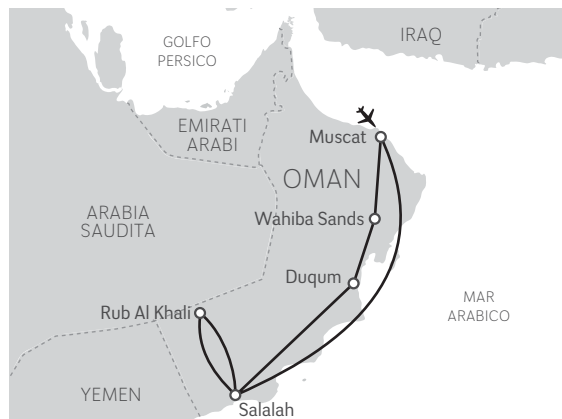 GOLFO
PERSICO
IRAQ
EMIRATI
ARABI
Muscat
OMAN
ARABIA
SAUDITA
Wahiba Sands
Duqum
Rub Al Khali
MAR
ARABICO
YEMEN
Salalah